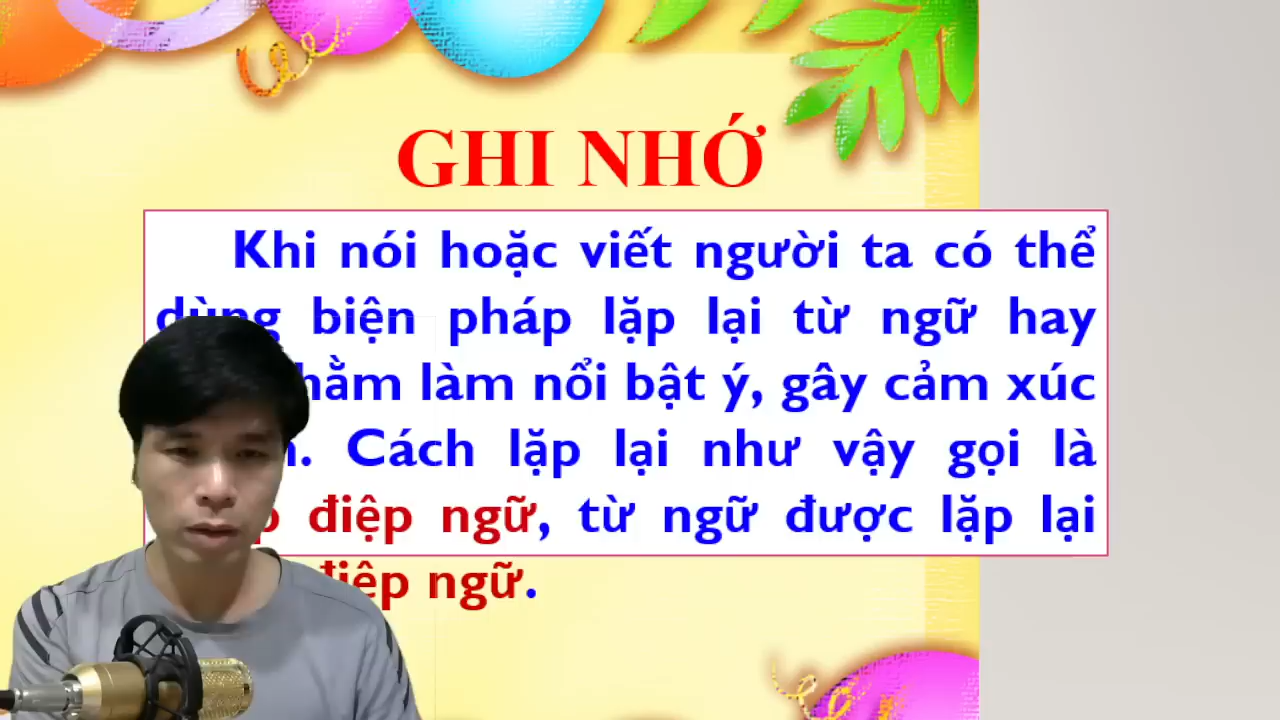 GHI NHỚ
Khi nói hoặc viết người ta có thể
dùng biện pháp lặp lại từ ngữ hay
làm nổi bật ý, gây cảm xúc
Cách lặp lại như vậy gọi là
điệp ngữ, từ ngữ được lặp lại
điệp ngữ.